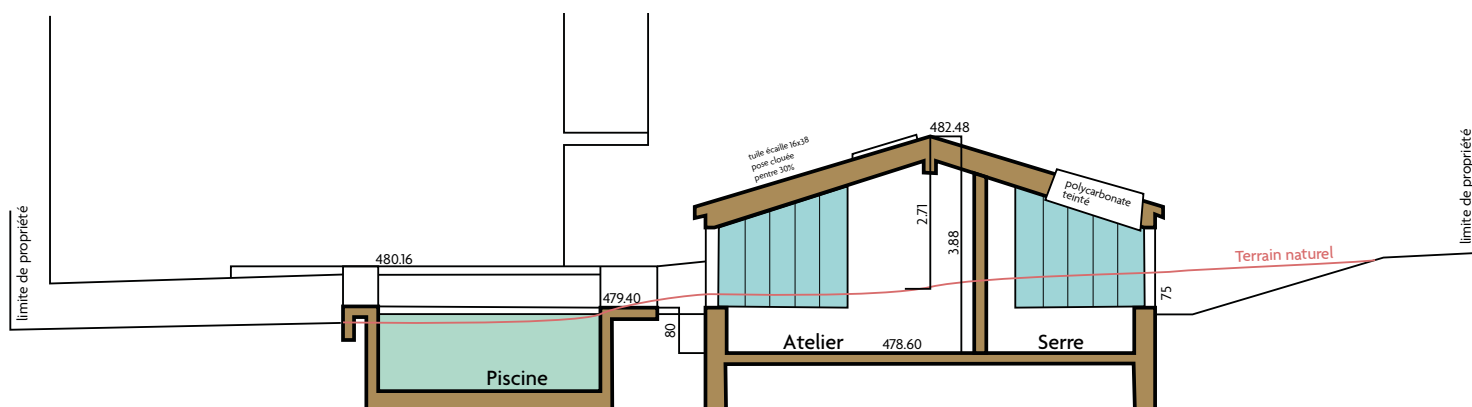 limite de propriété
480.16
479.40
80
Piscine
tuile écaille 16x38
pose clouée
pentre 30%
482.48
2.71
3.88
Atelier
478.60
Serre
polycarbonate
teinté
75
Terrain naturel
limite de propriété